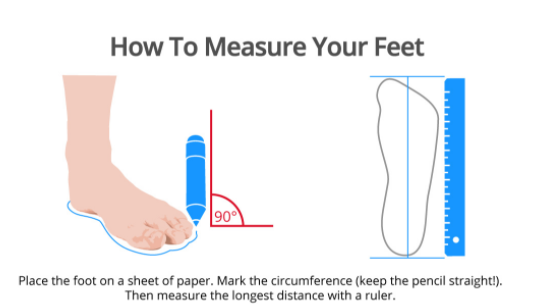 How To Measure Your Feet
90°
Place the foot on a sheet of paper. Mark the circumference (keep the pencil straight!).
Then measure the longest distance with a ruler.